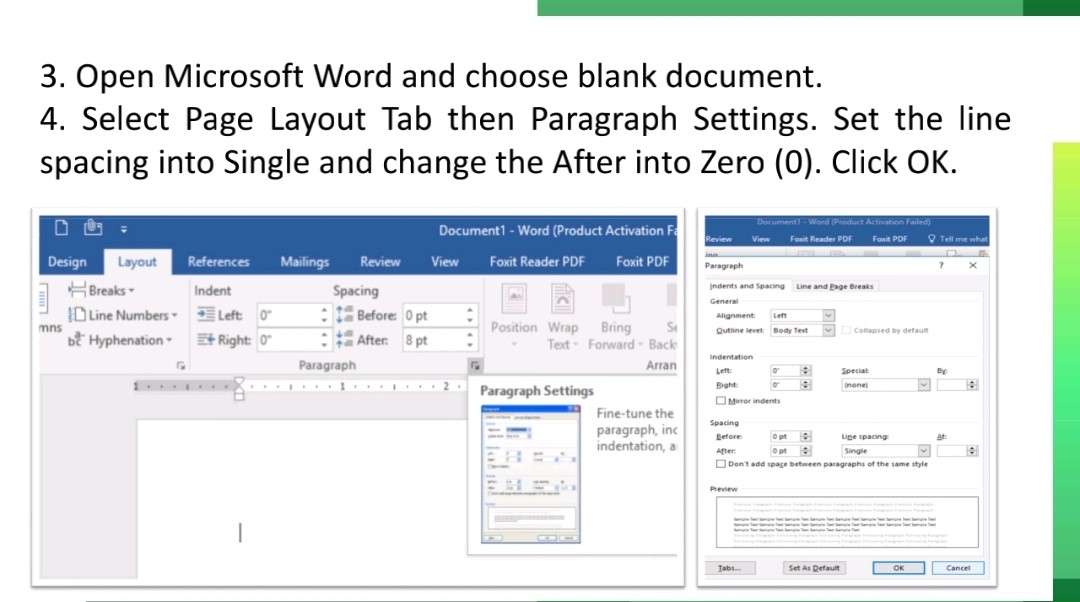 3. Open Microsoft Word and choose blank document.
4. Select Page Layout Tab then Paragraph Settings. Set the line
spacing into Single and change the After into Zero (0). Click OK.
Document1 - Word (Product Activation Fa
Design Layout References Mailings Review View Foxit Reader PDF Foxit PDF
Breaks Indent Spacing
Line Numbers Left: 0" Before: 0 pt
mns Hyphenation Right: 0" After: 8 pt
Position Wrap Bring Se
Text Forward Back
Paragraph Arran
1 1 2
Paragraph Settings
Fine-tune the
paragraph, inc
indentation, a
Document1 - Word (Product Activation Failed)
Review View Foxit Reader PDF Foxit PDF Tell me what
Paragraph ? ×
Indents and Spacing Line and Page Breaks
General
Alignment: Left
Outline level: Body Text Collapsed by default
Indentation
Left: 0" Special: By:
Right: 0" (none)
Mirror indents
Spacing
Before: 0 pt Line spacing: At:
After: 0 pt Single
Don't add space between paragraphs of the same style
Preview
Tabs... Set As Default OK Cancel